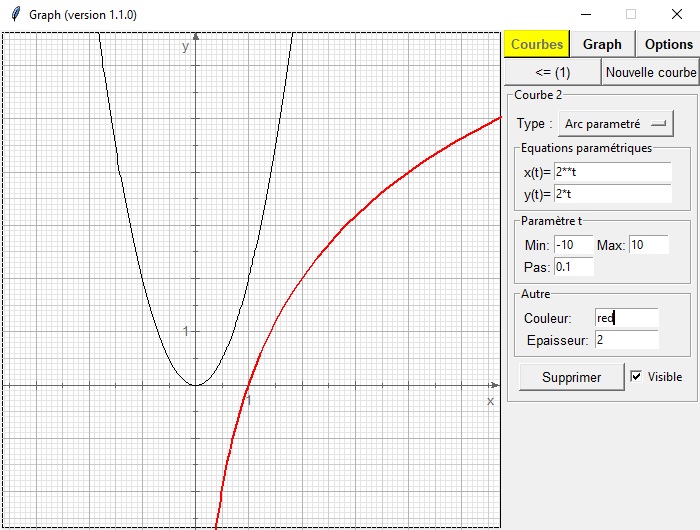 Graph (version 1.1.0)
Courbes Graph Options
<= (1) Nouvelle courbe
Courbe 2
Type : Arc parametré
Equations paramétriques
x(t)= 2**t
y(t)= 2*t
Paramètre t
Min: -10 Max: 10
Pas: 0.1
Autre
Couleur: red
Epaisseur: 2
Supprimer Visible
y
1
1
x